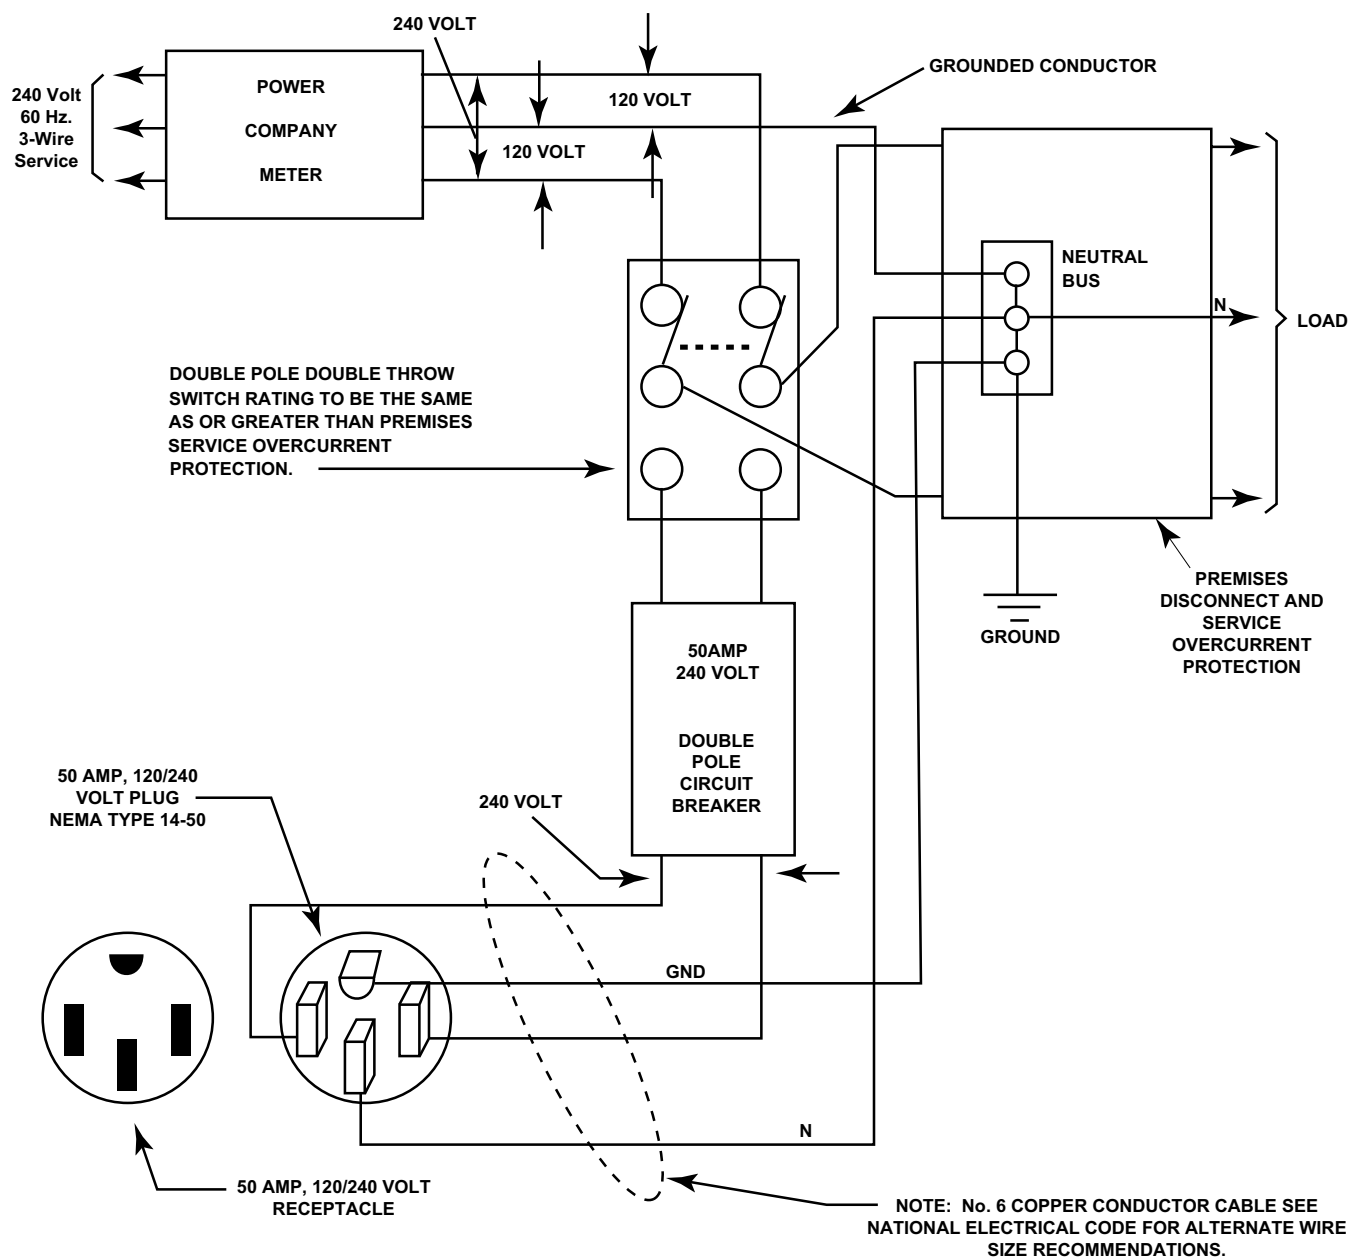 240 VOLT
GROUNDED CONDUCTOR
240 Volt
60 Hz.
3-Wire
Service
POWER
COMPANY
METER
120 VOLT
120 VOLT
NEUTRAL
BUS
N
LOAD
DOUBLE POLE DOUBLE THROW
SWITCH RATING TO BE THE SAME
AS OR GREATER THAN PREMISES
SERVICE OVERCURRENT
PROTECTION.
GROUND
PREMISES
DISCONNECT AND
SERVICE
OVERCURRENT
PROTECTION
50AMP
240 VOLT
DOUBLE
POLE
CIRCUIT
BREAKER
50 AMP, 120/240
VOLT PLUG
NEMA TYPE 14-50
240 VOLT
GND
N
50 AMP, 120/240 VOLT
RECEPTACLE
NOTE: No. 6 COPPER CONDUCTOR CABLE SEE
NATIONAL ELECTRICAL CODE FOR ALTERNATE WIRE
SIZE RECOMMENDATIONS.